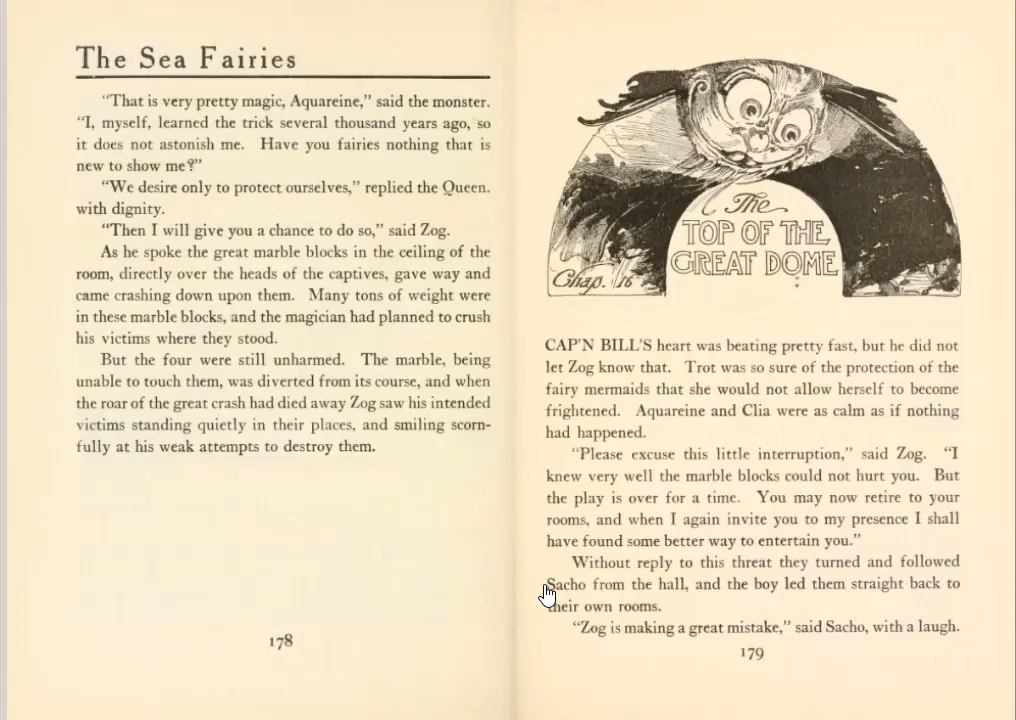 The Sea Fairies
“That is very pretty magic, Aquareine,” said the monster.
“I, myself, learned the trick several thousand years ago, so
it does not astonish me. Have you fairies nothing that is
new to show me?”
“We desire only to protect ourselves,” replied the Queen.
with dignity.
“Then I will give you a chance to do so,” said Zog.
As he spoke the great marble blocks in the ceiling of the
room, directly over the heads of the captives, gave way and
came crashing down upon them. Many tons of weight were
in these marble blocks, and the magician had planned to crush
his victims where they stood.
But the four were still unharmed. The marble, being
unable to touch them, was diverted from its course, and when
the roar of the great crash had died away Zog saw his intended
victims standing quietly in their places, and smiling scorn-
fully at his weak attempts to destroy them.
178
The
TOP OF THE
GREAT DOME
Chap. 16
CAP’N BILL’S heart was beating pretty fast, but he did not
let Zog know that. Trot was so sure of the protection of the
fairy mermaids that she would not allow herself to become
frightened. Aquareine and Clia were as calm as if nothing
had happened.
“Please excuse this little interruption,” said Zog. “I
knew very well the marble blocks could not hurt you. But
the play is over for a time. You may now retire to your
rooms, and when I again invite you to my presence I shall
have found some better way to entertain you.”
Without reply to this threat they turned and followed
Sacho from the hall, and the boy led them straight back to
their own rooms.
“Zog is making a great mistake,” said Sacho, with a laugh.
179